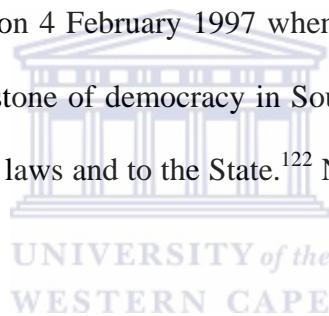 on 4 February 1997 when
stone of democracy in Sou
laws and to the State.¹²² N
UNIVERSITY of the
WESTERN CAPE